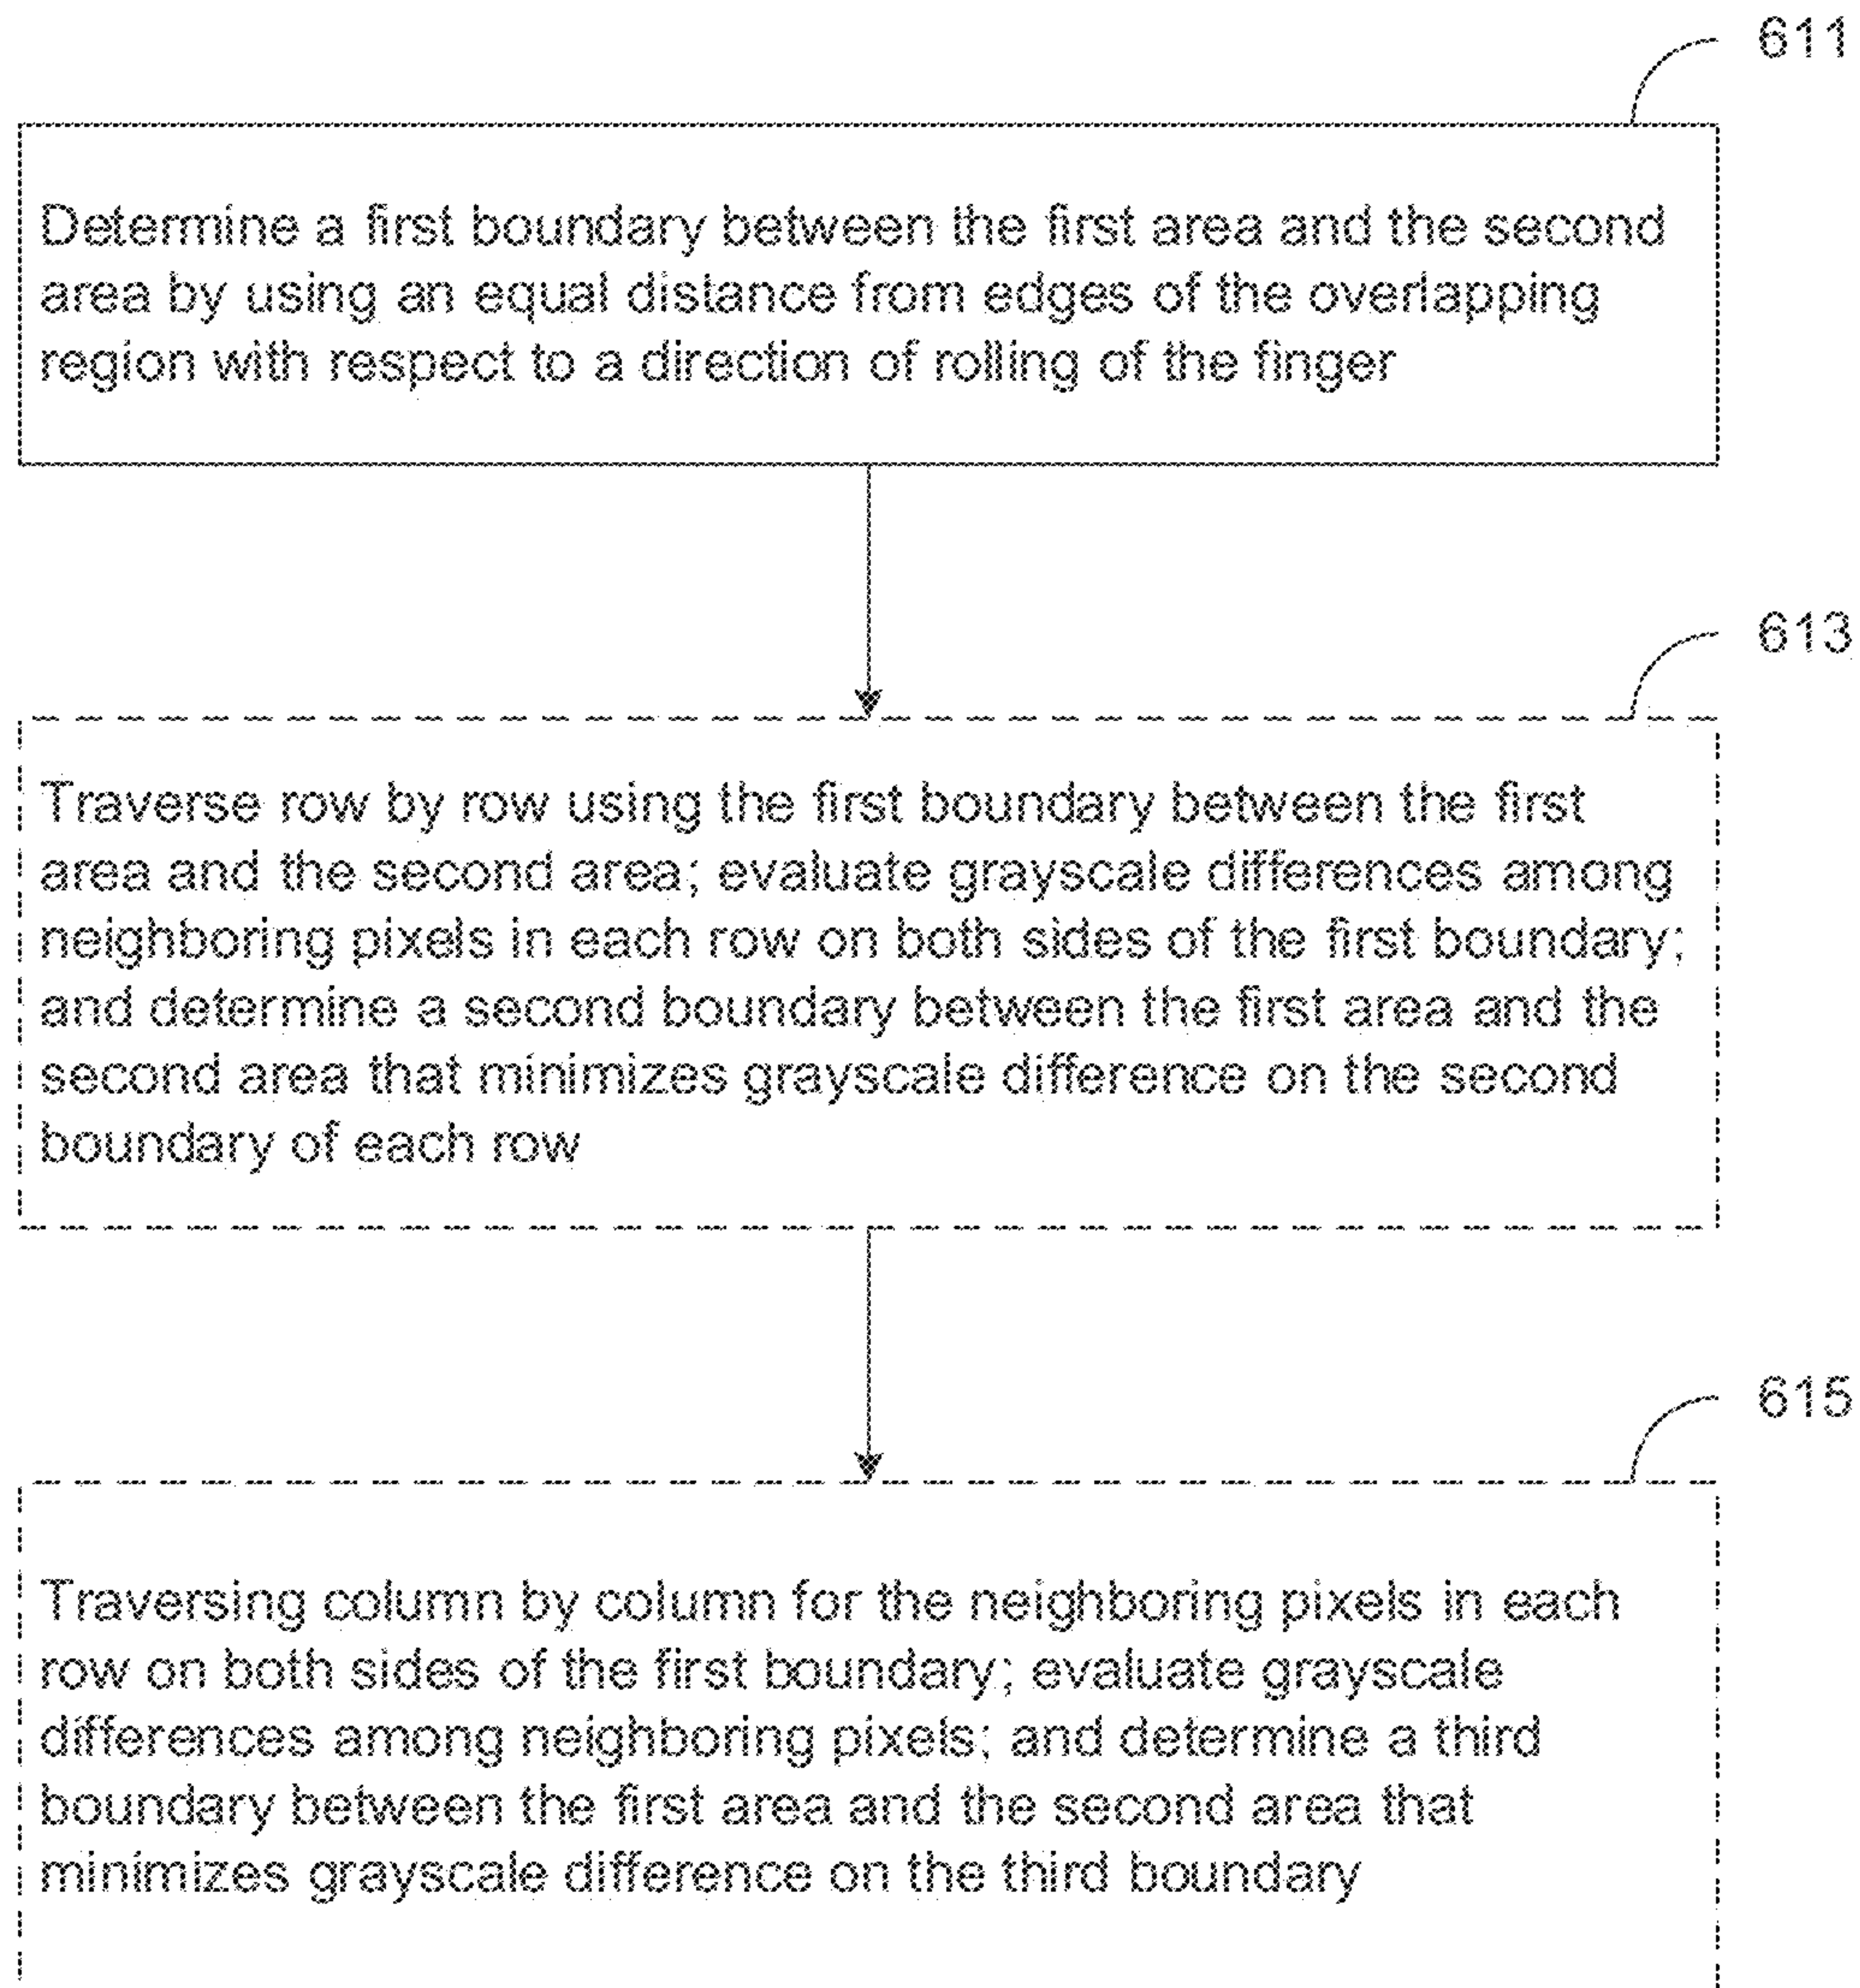 611
Determine a first boundary between the first area and the second
area by using an equal distance from edges of the overlapping
region with respect to a direction of rolling of the finger
613
Traverse row by row using the first boundary between the first
area and the second area; evaluate grayscale differences among
neighboring pixels in each row on both sides of the first boundary;
and determine a second boundary between the first area and the
second area that minimizes grayscale difference on the second
boundary of each row
615
Traversing column by column for the neighboring pixels in each
row on both sides of the first boundary; evaluate grayscale
differences among neighboring pixels; and determine a third
boundary between the first area and the second area that
minimizes grayscale difference on the third boundary